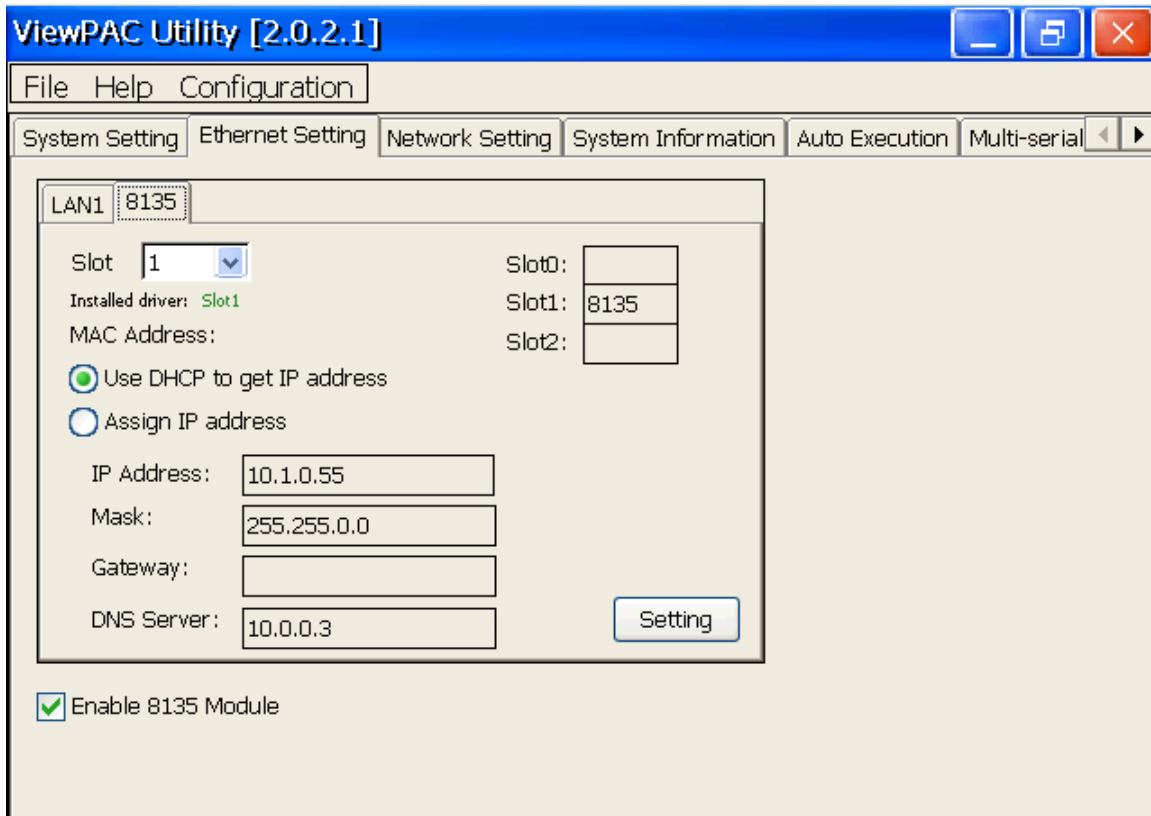 ViewPAC Utility [2.0.2.1]
File Help Configuration
System Setting Ethernet Setting Network Setting System Information Auto Execution Multi-serial
LAN1 8135
Slot 1
Installed driver: Slot1
MAC Address:
Slot0:
Slot1: 8135
Slot2:
Use DHCP to get IP address
Assign IP address
IP Address: 10.1.0.55
Mask: 255.255.0.0
Gateway:
DNS Server: 10.0.0.3
Setting
Enable 8135 Module